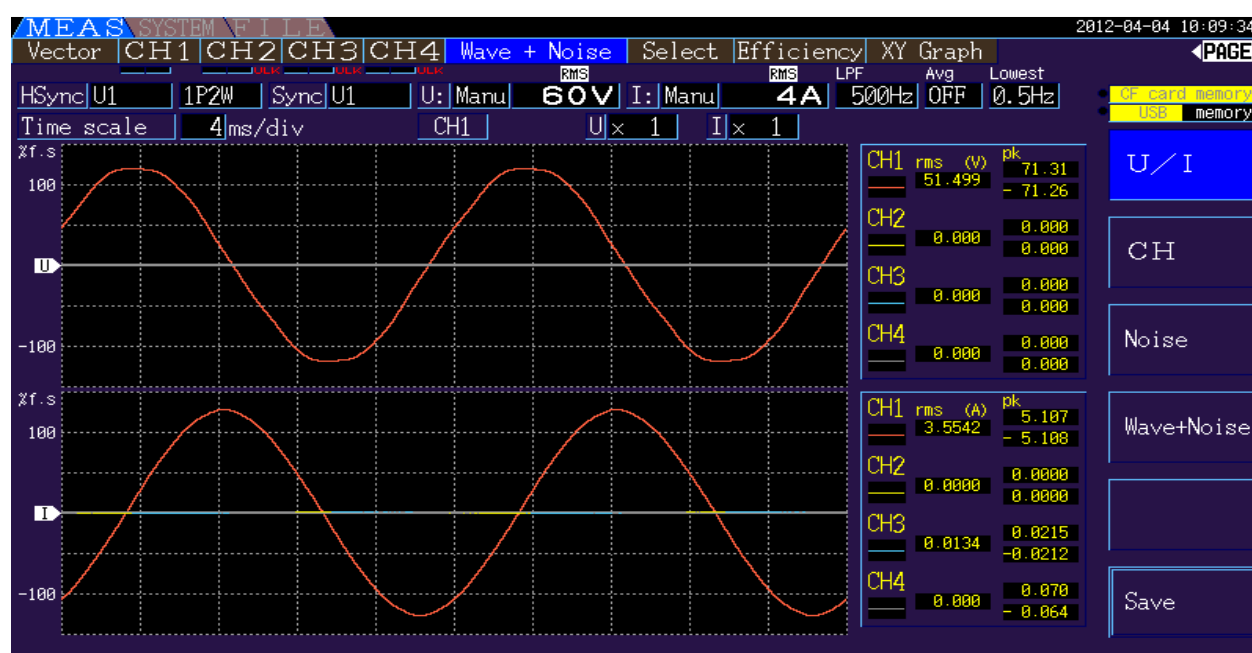 MEAS SYSTEM FILE 2012-04-04 10:09:34
Vector CH1 CH2 CH3 CH4 Wave + Noise Select Efficiency XY Graph PAGE
RMS RMS LPF Avg Lowest
HSync U1 1P2W Sync U1 U: Manu 60V I: Manu 4A 500Hz OFF 0.5Hz CF card memory
USB memory
Time scale 4 ms/div CH1 U × 1 I × 1
%f.s
100
U
-100
CH1 rms (V) pk
51.499 71.31
- 71.26
CH2
0.000 0.000
0.000
CH3
0.000 0.000
0.000
CH4
0.000 0.000
0.000
%f.s
100
I
-100
CH1 rms (A) pk
3.5542 5.107
- 5.108
CH2
0.0000 0.0000
0.0000
CH3
0.0134 0.0215
-0.0212
CH4
0.000 0.070
- 0.064
U/I
CH
Noise
Wave+Noise
Save